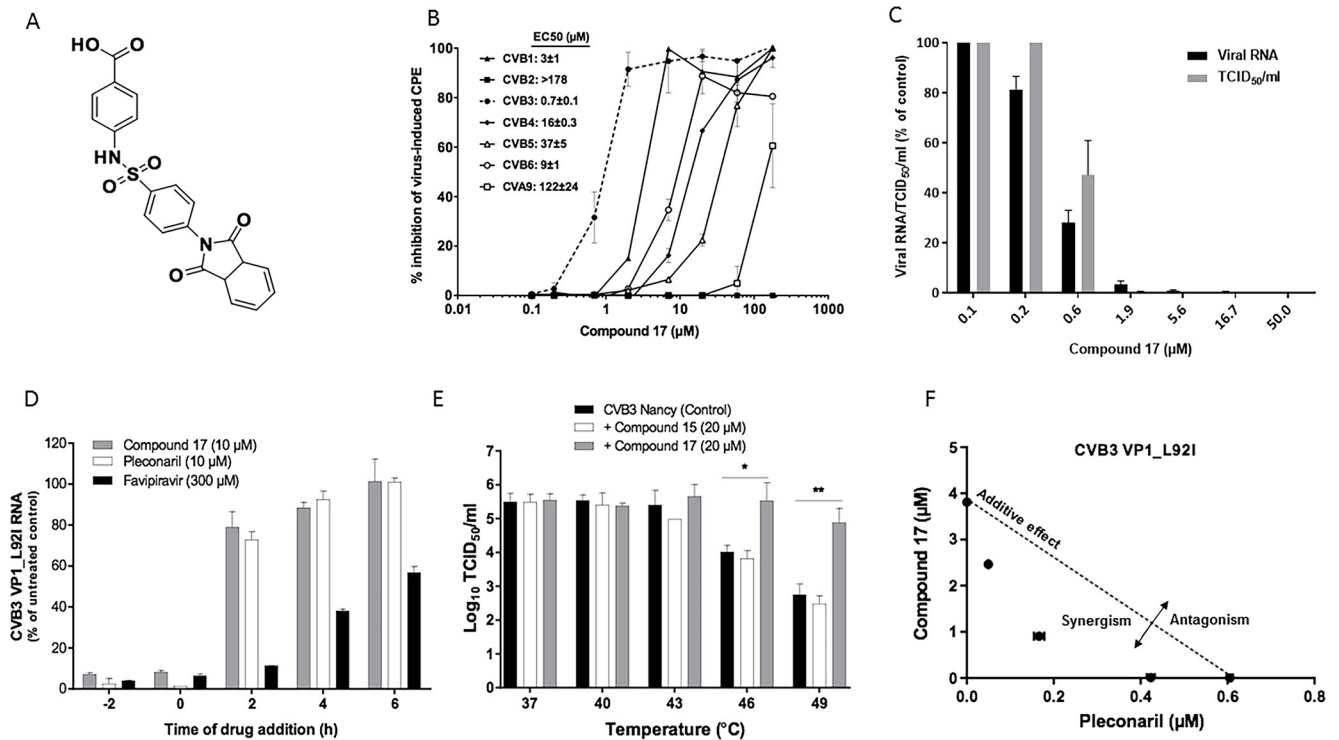 A
HO
O
HN
O
S
O
O
N
O
B
EC50 (µM)
CVB1: 3±1
CVB2: >178
CVB3: 0.7±0.1
CVB4: 16±0.3
CVB5: 37±5
CVB6: 9±1
CVA9: 122±24
% inhibition of virus-induced CPE
100
80
60
40
20
0
0.01
0.1
1
10
100
1000
Compound 17 (µM)
C
Viral RNA
TCID50/ml
Viral RNA/TCID50/ml (% of control)
100
80
60
40
20
0
0.1
0.2
0.6
1.9
5.6
16.7
50.0
Compound 17 (µM)
D
Compound 17 (10 µM)
Pleconaril (10 µM)
Favipiravir (300 µM)
CVB3 VP1_L92I RNA
(% of untreated control)
120
100
80
60
40
20
0
-2
0
2
4
6
Time of drug addition (h)
E
CVB3 Nancy (Control)
+ Compound 15 (20 µM)
+ Compound 17 (20 µM)
Log10 TCID50/ml
7
6
5
4
3
2
1
0
*
**
37
40
43
46
49
Temperature (°C)
F
CVB3 VP1_L92I
Compound 17 (µM)
5
4
3
2
1
0
Additive effect
Synergism
Antagonism
0.0
0.2
0.4
0.6
0.8
Pleconaril (µM)